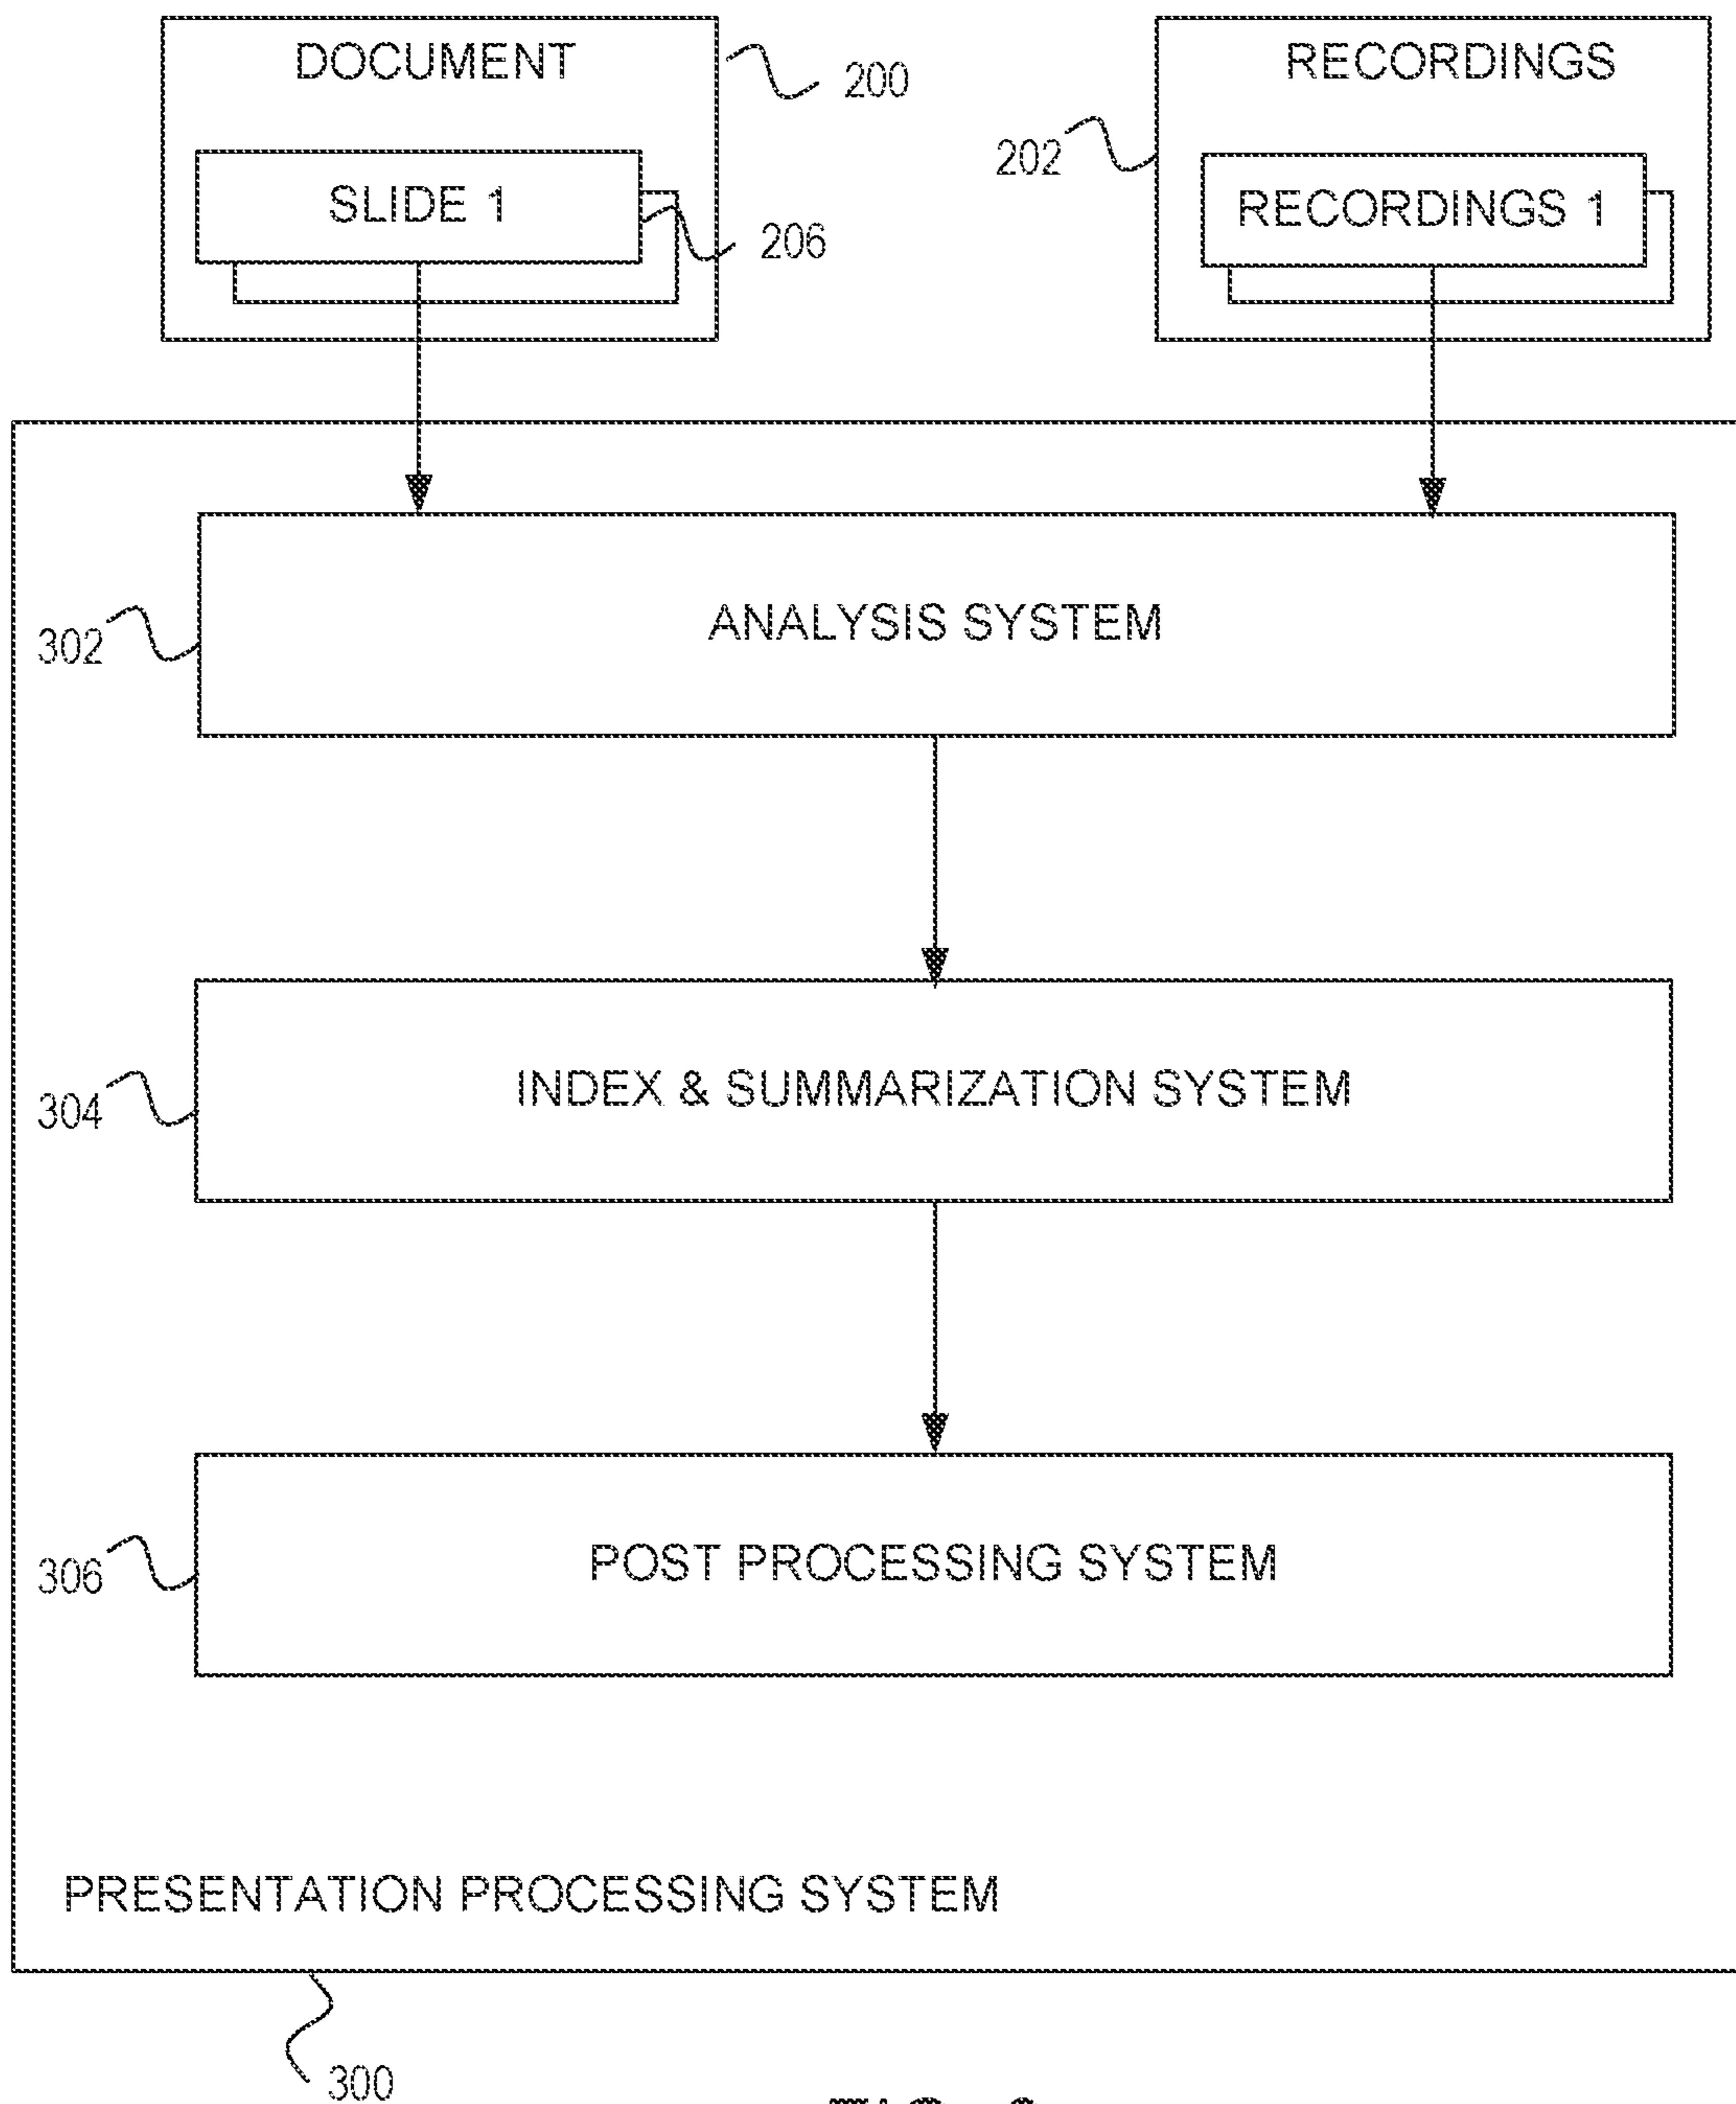 DOCUMENT
RECORDINGS
200
202
SLIDE 1
RECORDINGS 1
206
ANALYSIS SYSTEM
302
INDEX & SUMMARIZATION SYSTEM
304
POST PROCESSING SYSTEM
306
PRESENTATION PROCESSING SYSTEM
300